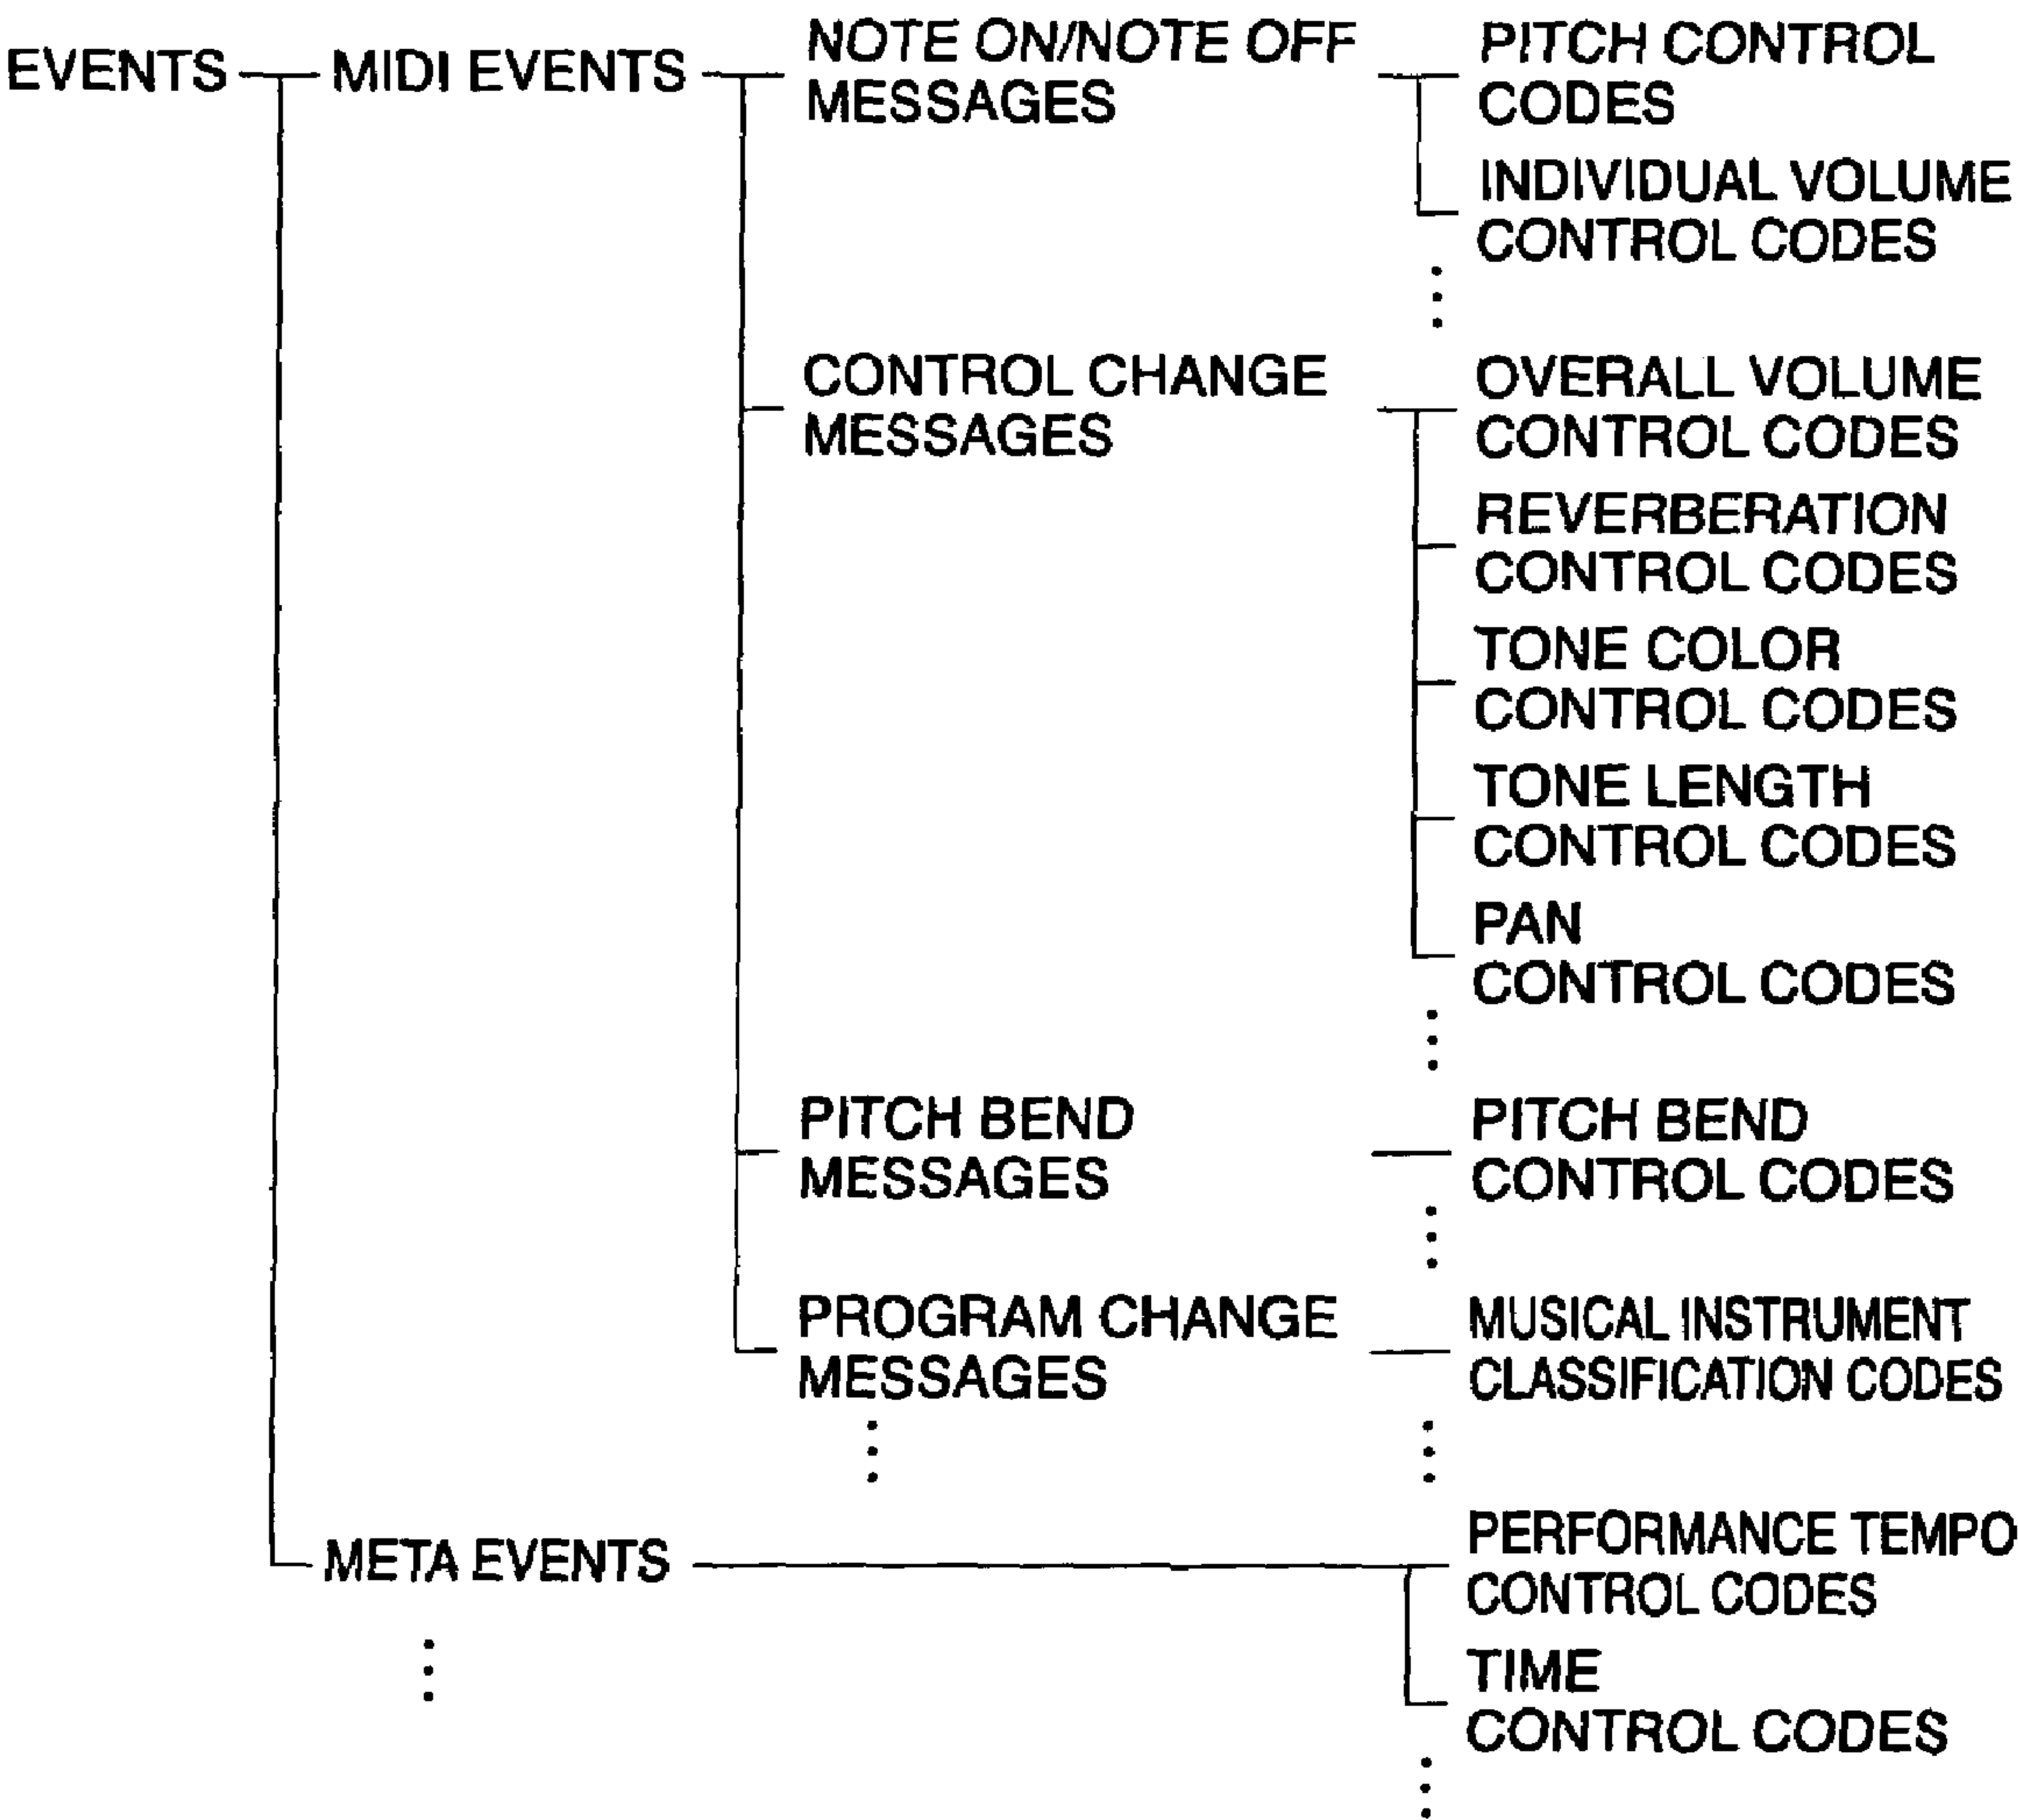 EVENTS
MIDI EVENTS
NOTE ON/NOTE OFF
MESSAGES
PITCH CONTROL
CODES
INDIVIDUAL VOLUME
CONTROL CODES
CONTROL CHANGE
MESSAGES
OVERALL VOLUME
CONTROL CODES
REVERBERATION
CONTROL CODES
TONE COLOR
CONTROL CODES
TONE LENGTH
CONTROL CODES
PAN
CONTROL CODES
PITCH BEND
MESSAGES
PITCH BEND
CONTROL CODES
PROGRAM CHANGE
MESSAGES
MUSICAL INSTRUMENT
CLASSIFICATION CODES
META EVENTS
PERFORMANCE TEMPO
CONTROL CODES
TIME
CONTROL CODES